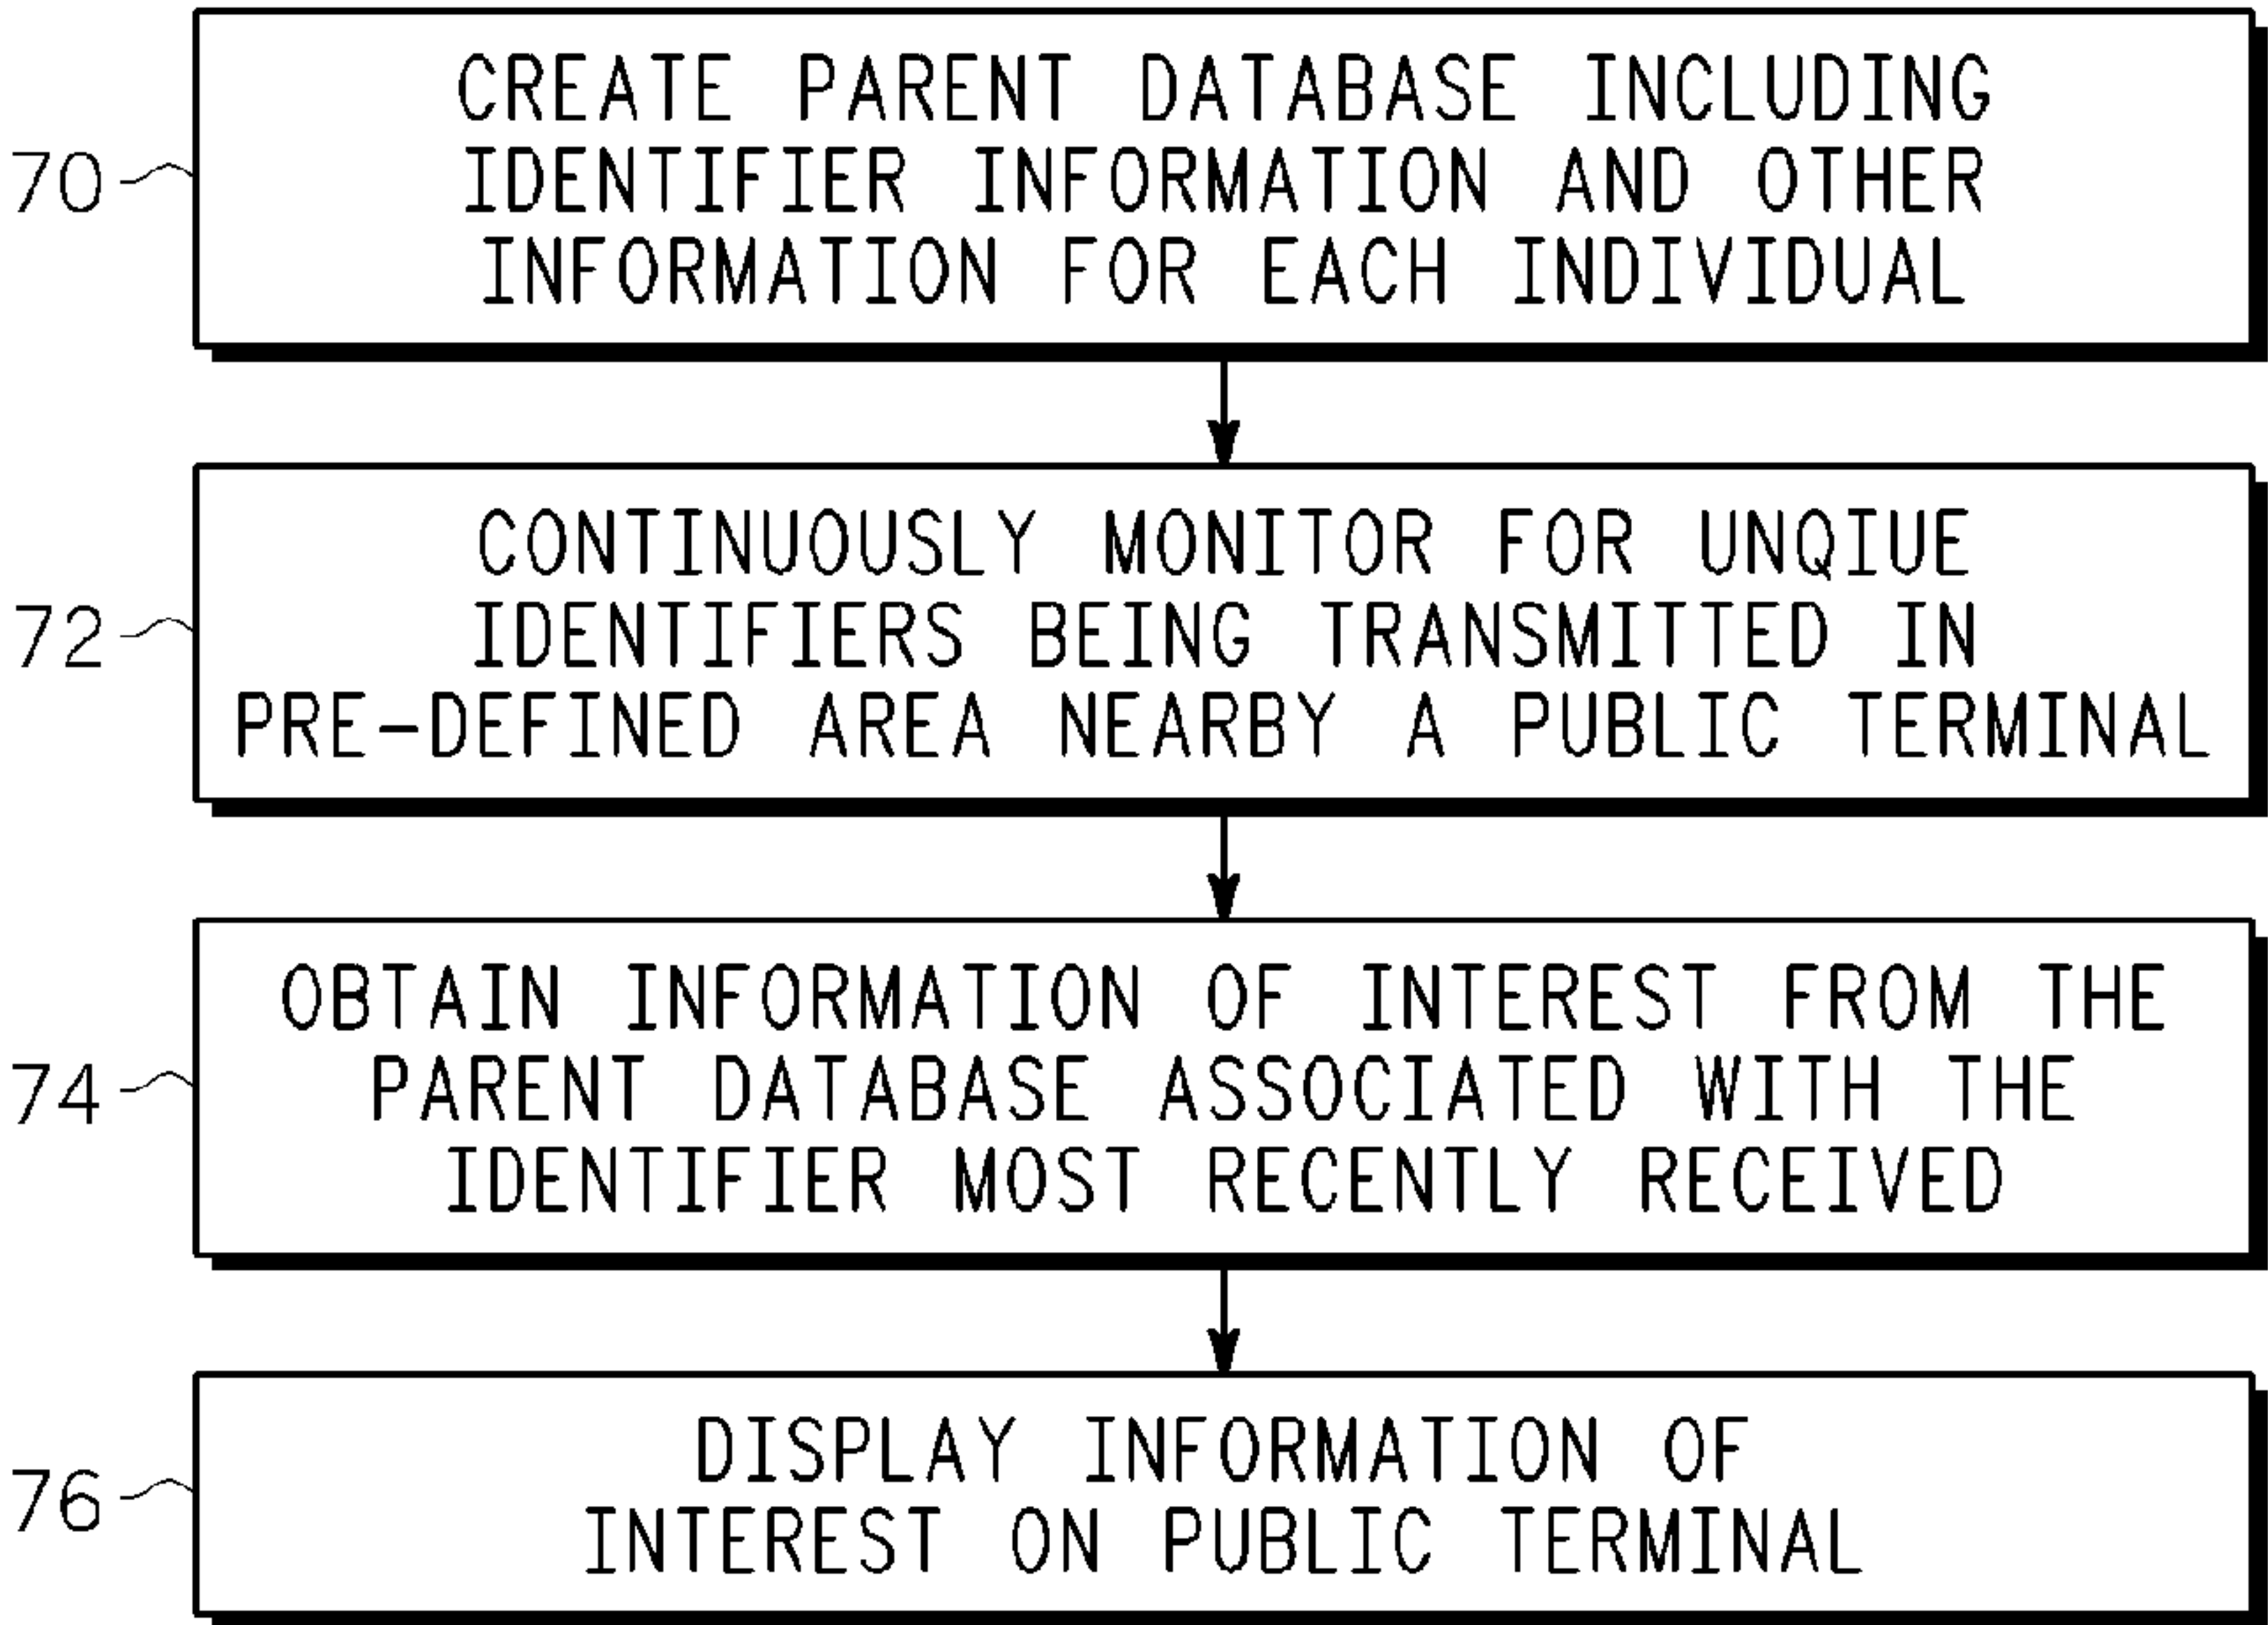 CREATE PARENT DATABASE INCLUDING
70 IDENTIFIER INFORMATION AND OTHER
INFORMATION FOR EACH INDIVIDUAL
CONTINUOUSLY MONITOR FOR UNQIUE
72 IDENTIFIERS BEING TRANSMITTED IN
PRE-DEFINED AREA NEARBY A PUBLIC TERMINAL
OBTAIN INFORMATION OF INTEREST FROM THE
74 PARENT DATABASE ASSOCIATED WITH THE
IDENTIFIER MOST RECENTLY RECEIVED
76
DISPLAY INFORMATION OF
INTEREST ON PUBLIC TERMINAL